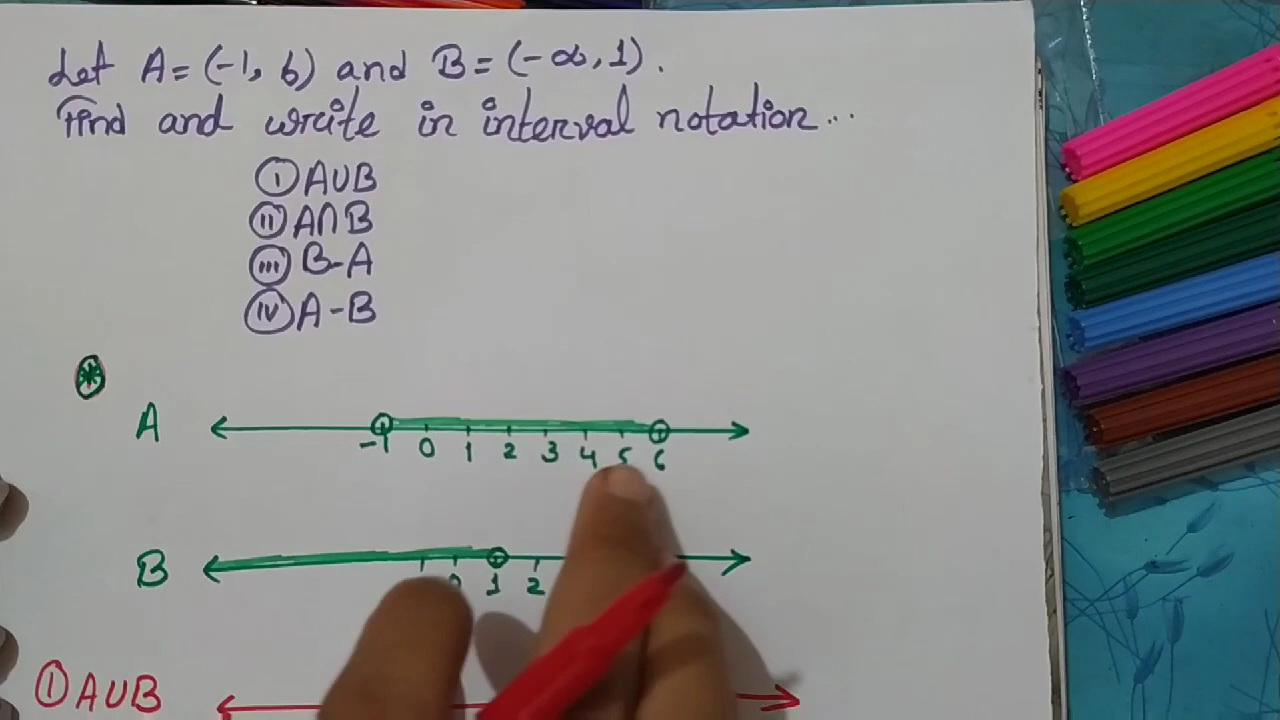 Let A = (-1, 6) and B = (-∞, 1).
Find and write in interval notation...
(i) A∪B
(ii) A∩B
(iii) B-A
(iv) A-B
*
A
-1 0 1 2 3 4 5 6
B
0 1 2
(i) A∪B